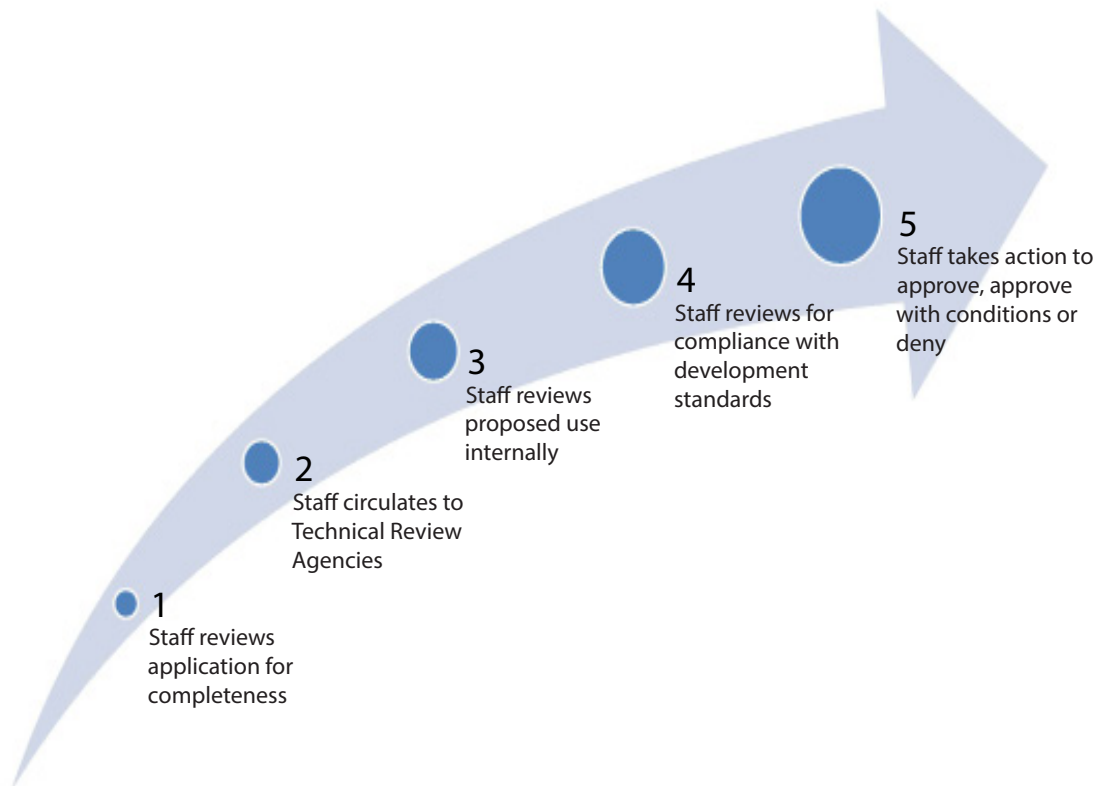 1
Staff reviews
application for
completeness
2
Staff circulates to
Technical Review
Agencies
3
Staff reviews
proposed use
internally
4
Staff reviews for
compliance with
development
standards
5
Staff takes action to
approve, approve
with conditions or
deny